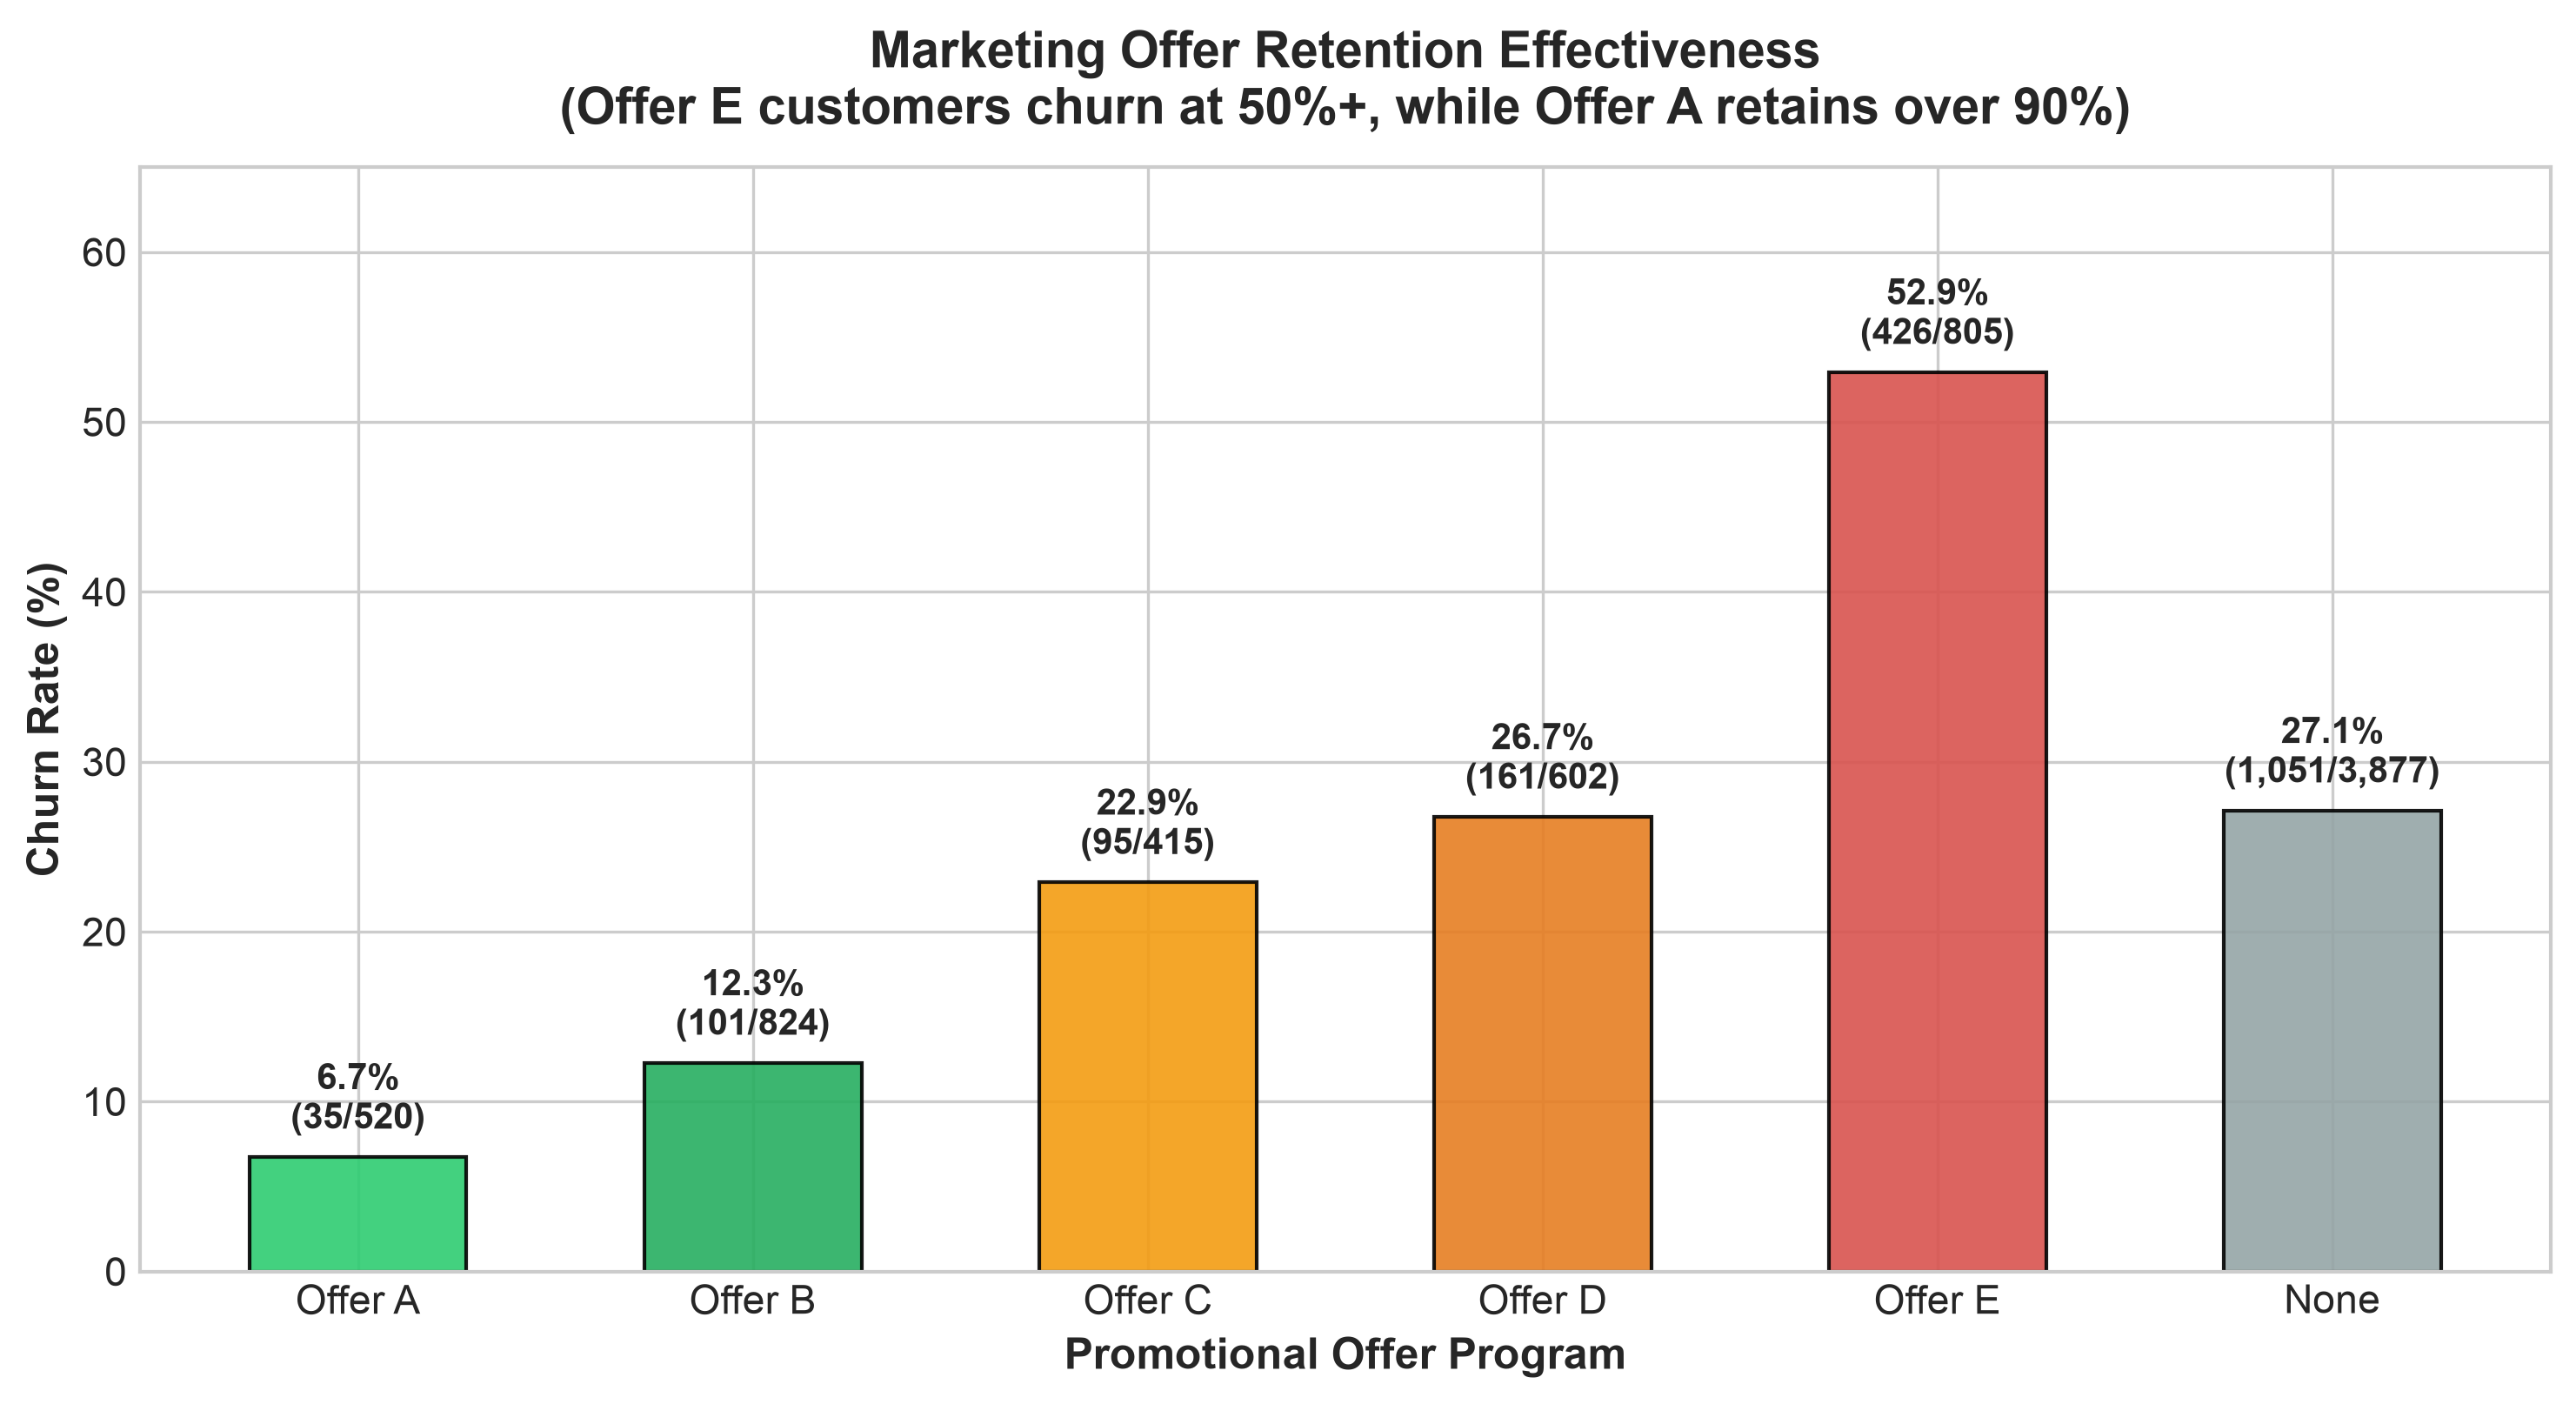 Marketing Offer Retention Effectiveness
(Offer E customers churn at 50%+, while Offer A retains over 90%)
Churn Rate (%)
60
50
40
30
20
10
0
6.7%
(35/520)
12.3%
(101/824)
22.9%
(95/415)
26.7%
(161/602)
52.9%
(426/805)
27.1%
(1,051/3,877)
Offer A
Offer B
Offer C
Offer D
Offer E
None
Promotional Offer Program